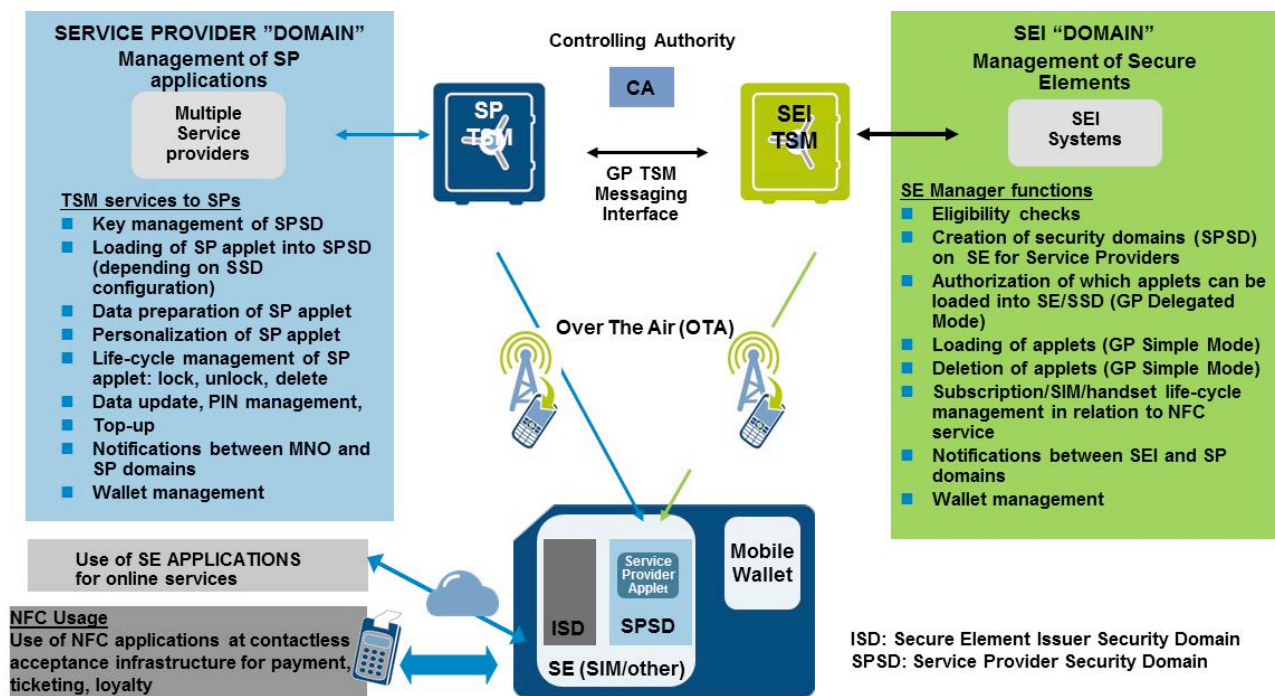 SERVICE PROVIDER ”DOMAIN”
Management of SP
applications
Multiple
Service
providers
TSM services to SPs
Key management of SPSD
Loading of SP applet into SPSD
(depending on SSD
configuration)
Data preparation of SP applet
Personalization of SP applet
Life-cycle management of SP
applet: lock, unlock, delete
Data update, PIN management,
Top-up
Notifications between MNO and
SP domains
Wallet management
Controlling Authority
CA
SP
TSM
SEI
TSM
GP TSM
Messaging
Interface
Over The Air (OTA)
SEI “DOMAIN”
Management of Secure
Elements
SEI
Systems
SE Manager functions
Eligibility checks
Creation of security domains (SPSD)
on SE for Service Providers
Authorization of which applets can be
loaded into SE/SSD (GP Delegated
Mode)
Loading of applets (GP Simple Mode)
Deletion of applets (GP Simple Mode)
Subscription/SIM/handset life-cycle
management in relation to NFC
service
Notifications between SEI and SP
domains
Wallet management
Use of SE APPLICATIONS
for online services
NFC Usage
Use of NFC applications at contactless
acceptance infrastructure for payment,
ticketing, loyalty
ISD
Service
Provider
Applet
SPSD
SE (SIM/other)
Mobile
Wallet
ISD: Secure Element Issuer Security Domain
SPSD: Service Provider Security Domain